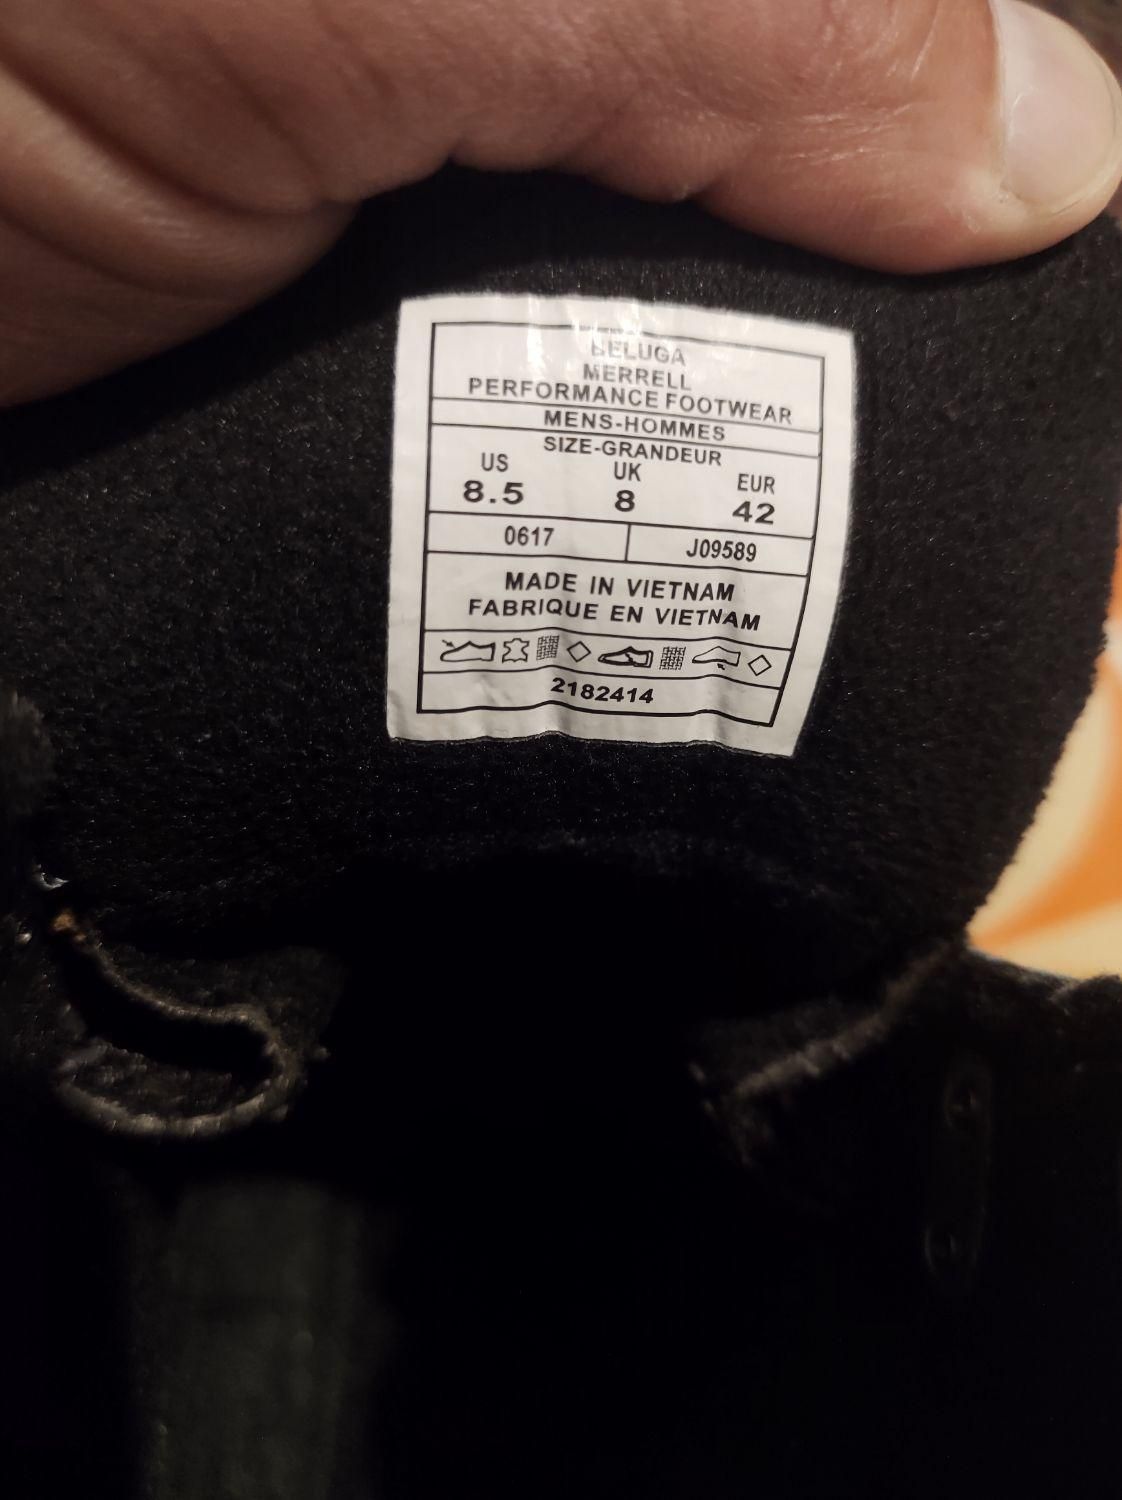 BELUGA
MERRELL
PERFORMANCE FOOTWEAR
MENS-HOMMES
SIZE-GRANDEUR
US UK EUR
8.5 8 42
0617 J09589
MADE IN VIETNAM
FABRIQUE EN VIETNAM
2182414